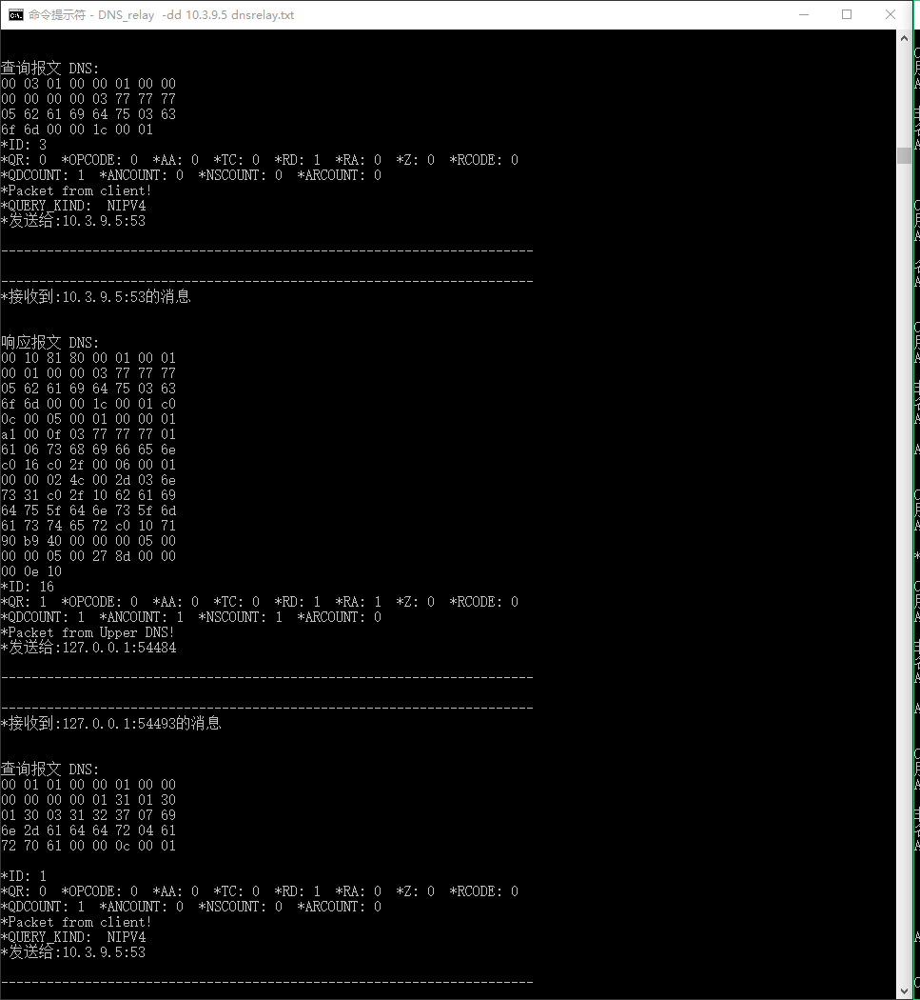 命令提示符 - DNS_relay -dd 10.3.9.5 dnsrelay.txt
查询报文 DNS:
00 03 01 00 00 01 00 00
00 00 00 00 03 77 77 77
05 62 61 69 64 75 03 63
6f 6d 00 00 1c 00 01
*ID: 3
*QR: 0 *OPCODE: 0 *AA: 0 *TC: 0 *RD: 1 *RA: 0 *Z: 0 *RCODE: 0
*QDCOUNT: 1 *ANCOUNT: 0 *NSCOUNT: 0 *ARCOUNT: 0
*Packet from client!
*QUERY_KIND: NIPV4
*发送给:10.3.9.5:53
----------------------------------------------------------------------
----------------------------------------------------------------------
*接收到:10.3.9.5:53的消息
响应报文 DNS:
00 10 81 80 00 01 00 01
00 01 00 00 03 77 77 77
05 62 61 69 64 75 03 63
6f 6d 00 00 1c 00 01 c0
0c 00 05 00 01 00 00 01
a1 00 0f 03 77 77 77 01
61 06 73 68 69 66 65 6e
c0 16 c0 2f 00 06 00 01
00 00 02 4c 00 2d 03 6e
73 31 c0 2f 10 62 61 69
64 75 5f 64 6e 73 5f 6d
61 73 74 65 72 c0 10 71
90 b9 40 00 00 00 05 00
00 00 05 00 27 8d 00 00
00 0e 10
*ID: 16
*QR: 1 *OPCODE: 0 *AA: 0 *TC: 0 *RD: 1 *RA: 1 *Z: 0 *RCODE: 0
*QDCOUNT: 1 *ANCOUNT: 1 *NSCOUNT: 1 *ARCOUNT: 0
*Packet from Upper DNS!
*发送给:127.0.0.1:54484
----------------------------------------------------------------------
----------------------------------------------------------------------
*接收到:127.0.0.1:54493的消息
查询报文 DNS:
00 01 01 00 00 01 00 00
00 00 00 00 01 31 01 30
01 30 03 31 32 37 07 69
6e 2d 61 64 64 72 04 61
72 70 61 00 00 0c 00 01
*ID: 1
*QR: 0 *OPCODE: 0 *AA: 0 *TC: 0 *RD: 1 *RA: 0 *Z: 0 *RCODE: 0
*QDCOUNT: 1 *ANCOUNT: 0 *NSCOUNT: 0 *ARCOUNT: 0
*Packet from client!
*QUERY_KIND: NIPV4
*发送给:10.3.9.5:53
----------------------------------------------------------------------